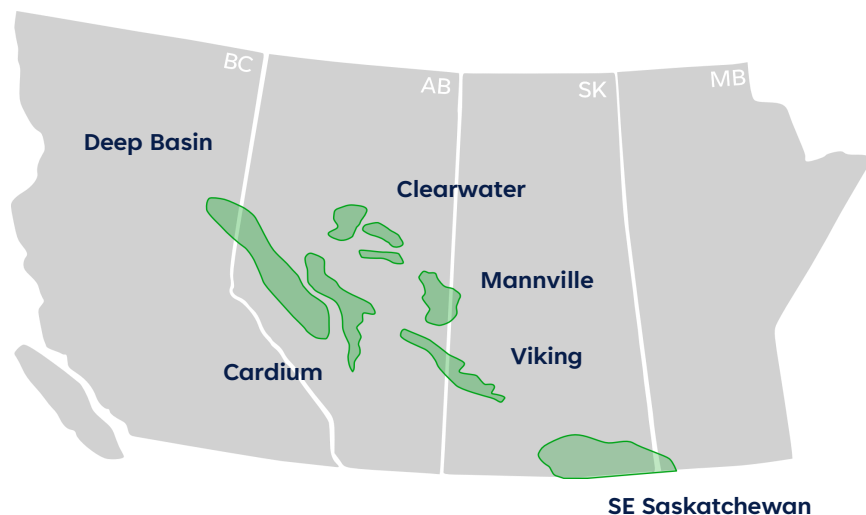 BC
AB
SK
MB
Deep Basin
Clearwater
Mannville
Viking
Cardium
SE Saskatchewan